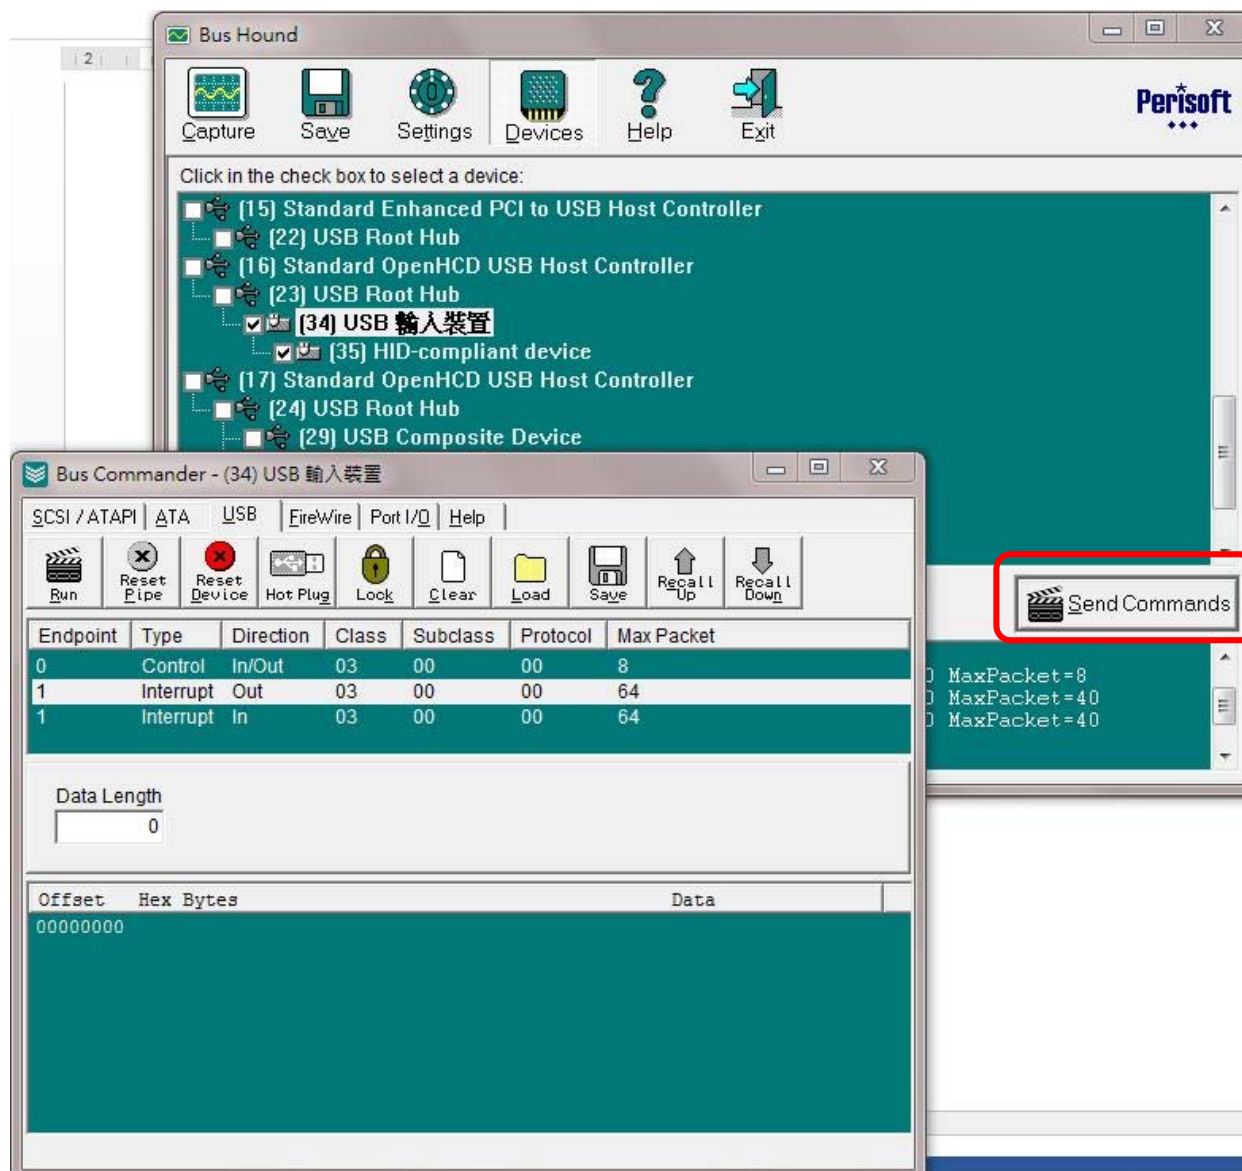 2
Bus Hound
Capture
Save
Settings
Devices
Help
Exit
Perisoft
Click in the check box to select a device:
(15) Standard Enhanced PCI to USB Host Controller
(22) USB Root Hub
(16) Standard OpenHCD USB Host Controller
(23) USB Root Hub
(34) USB 輸入裝置
(35) HID-compliant device
(17) Standard OpenHCD USB Host Controller
(24) USB Root Hub
(29) USB Composite Device
Send Commands
MaxPacket=8
MaxPacket=40
MaxPacket=40
Bus Commander - (34) USB 輸入裝置
SCSI / ATAPI ATA USB FireWire Port I/O Help
Run
Reset Pipe
Reset Device
Hot Plug
Lock
Clear
Load
Save
Recall Up
Recall Down
Endpoint Type Direction Class Subclass Protocol Max Packet
0 Control In/Out 03 00 00 8
1 Interrupt Out 03 00 00 64
1 Interrupt In 03 00 00 64
Data Length
0
Offset Hex Bytes Data
00000000